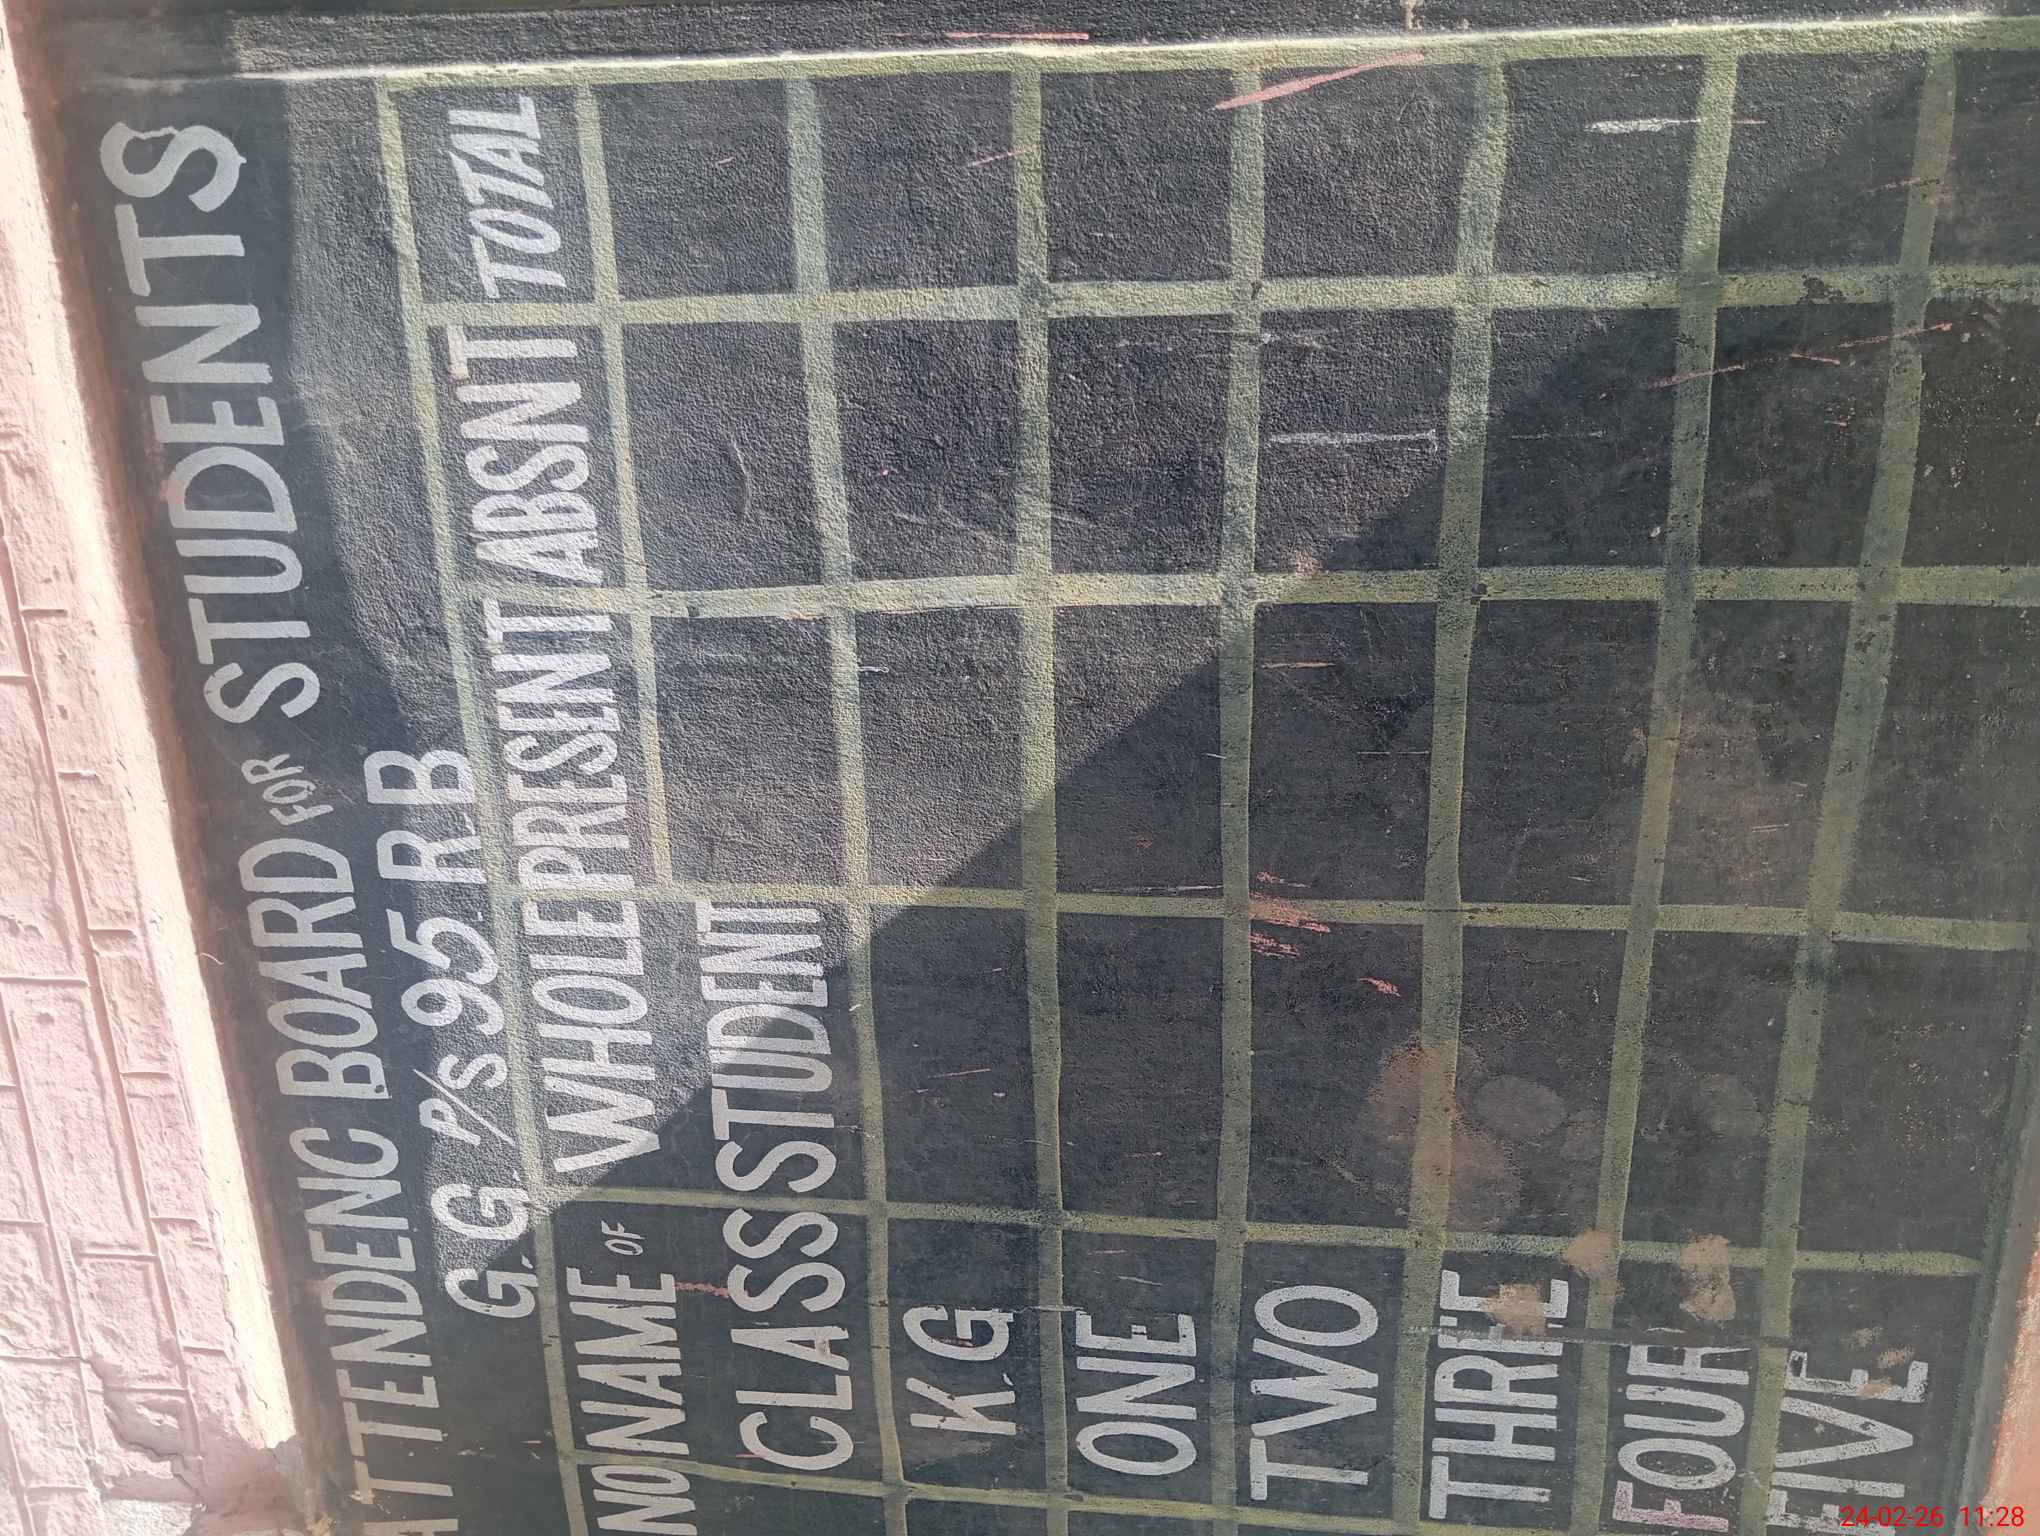 ATTENDENC BOARD FOR STUDENTS
G.G. P/S 95 R.B
NO NAME OF WHOLE PRESENT ABSNT TOTAL
CLASS STUDENT
K.G
ONE
TWO
THREE
FOUR
FIVE
24-02-26 11:28